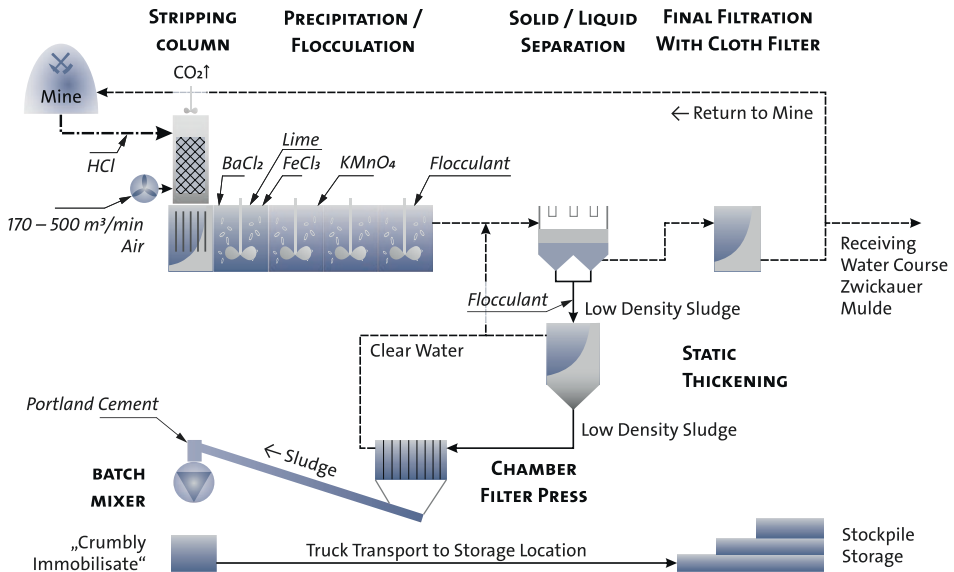 Stripping column
Precipitation / Flocculation
Solid / Liquid Separation
Final Filtration With Cloth Filter
CO₂↑
Mine
← Return to Mine
HCl
BaCl₂
Lime
FeCl₃
KMnO₄
Flocculant
170 – 500 m³/min
Air
Receiving
Water Course
Zwickauer
Mulde
Flocculant
Low Density Sludge
Clear Water
Static
Thickening
Portland Cement
Low Density Sludge
← Sludge
Chamber
Filter Press
batch
mixer
„Crumbly
Immobilisate“
Truck Transport to Storage Location
Stockpile
Storage